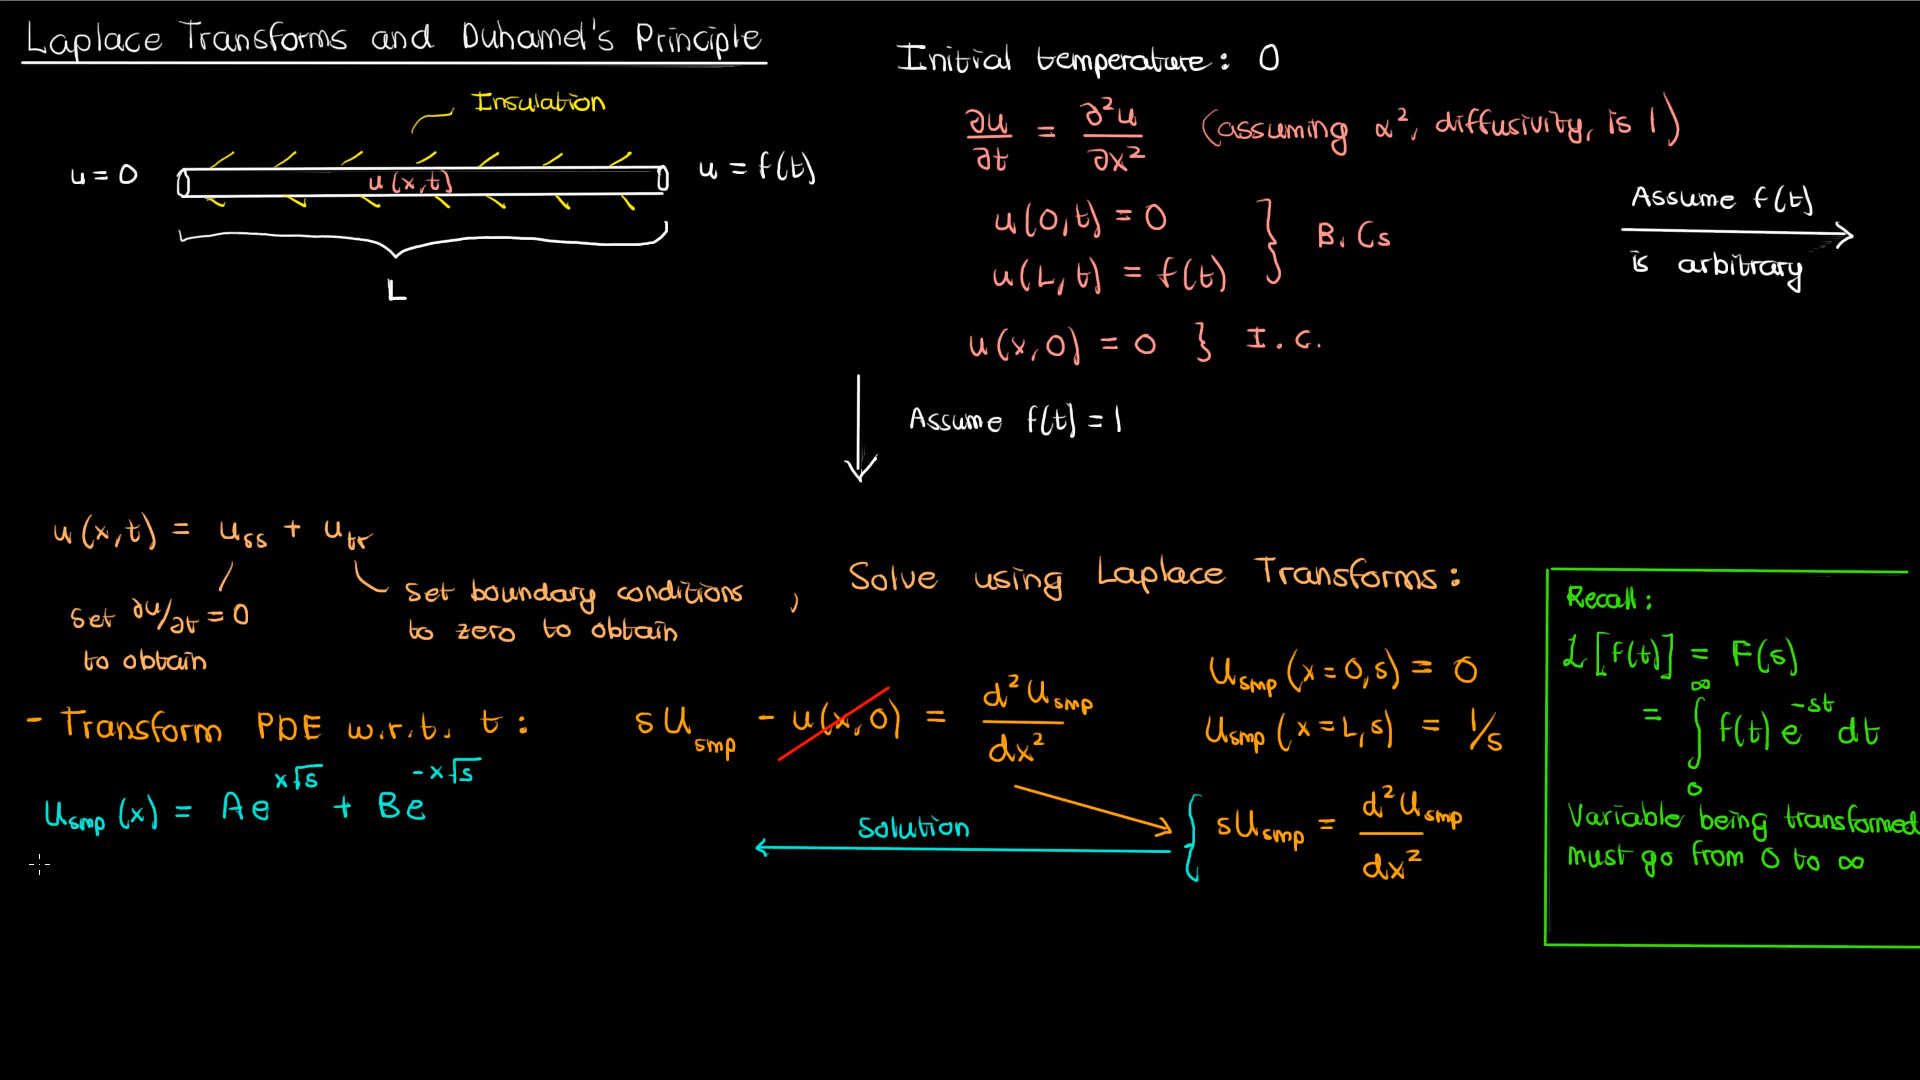 Laplace Transforms and Duhamel's Principle
Insulation
u = 0
u(x,t)
u = f(t)
L
Initial temperature: 0
∂u/∂t = ∂²u/∂x² (assuming α², diffusivity, is 1)
u(0,t) = 0
u(L,t) = f(t)
} B.Cs
u(x,0) = 0 } I.C.
Assume f(t)
is arbitrary
Assume f(t) = 1
u(x,t) = u_ss + u_tr
Set ∂u/∂t = 0
to obtain
Set boundary conditions
to zero to obtain
, Solve using Laplace Transforms:
- Transform PDE w.r.t. t: sU_smp - u(x,0) = d²U_smp/dx²
U_smp(x=0,s) = 0
U_smp(x=L,s) = 1/s
U_smp(x) = Ae^(x√s) + Be^(-x√s)
Solution
{ sU_smp = d²U_smp/dx²
Recall:
L[f(t)] = F(s)
= ∫₀^∞ f(t) e^(-st) dt
Variable being transformed
must go from 0 to ∞